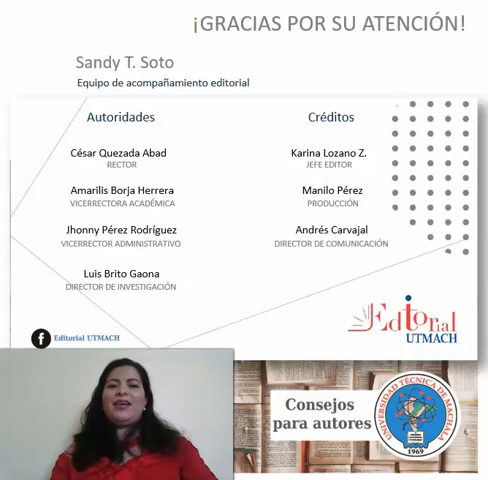 ¡GRACIAS POR SU ATENCIÓN!
Sandy T. Soto
Equipo de acompañamiento editorial
Autoridades
César Quezada Abad
RECTOR
Amarilis Borja Herrera
VICERRECTORA ACADÉMICA
Jhonny Pérez Rodríguez
VICERRECTOR ADMINISTRATIVO
Luis Brito Gaona
DIRECTOR DE INVESTIGACIÓN
Créditos
Karina Lozano Z.
JEFE EDITOR
Manilo Pérez
PRODUCCIÓN
Andrés Carvajal
DIRECTOR DE COMUNICACIÓN
Editorial UTMACH
Editorial
UTMACH
Consejos
para autores
UNIVERSIDAD TÉCNICA DE MACHALA
1969